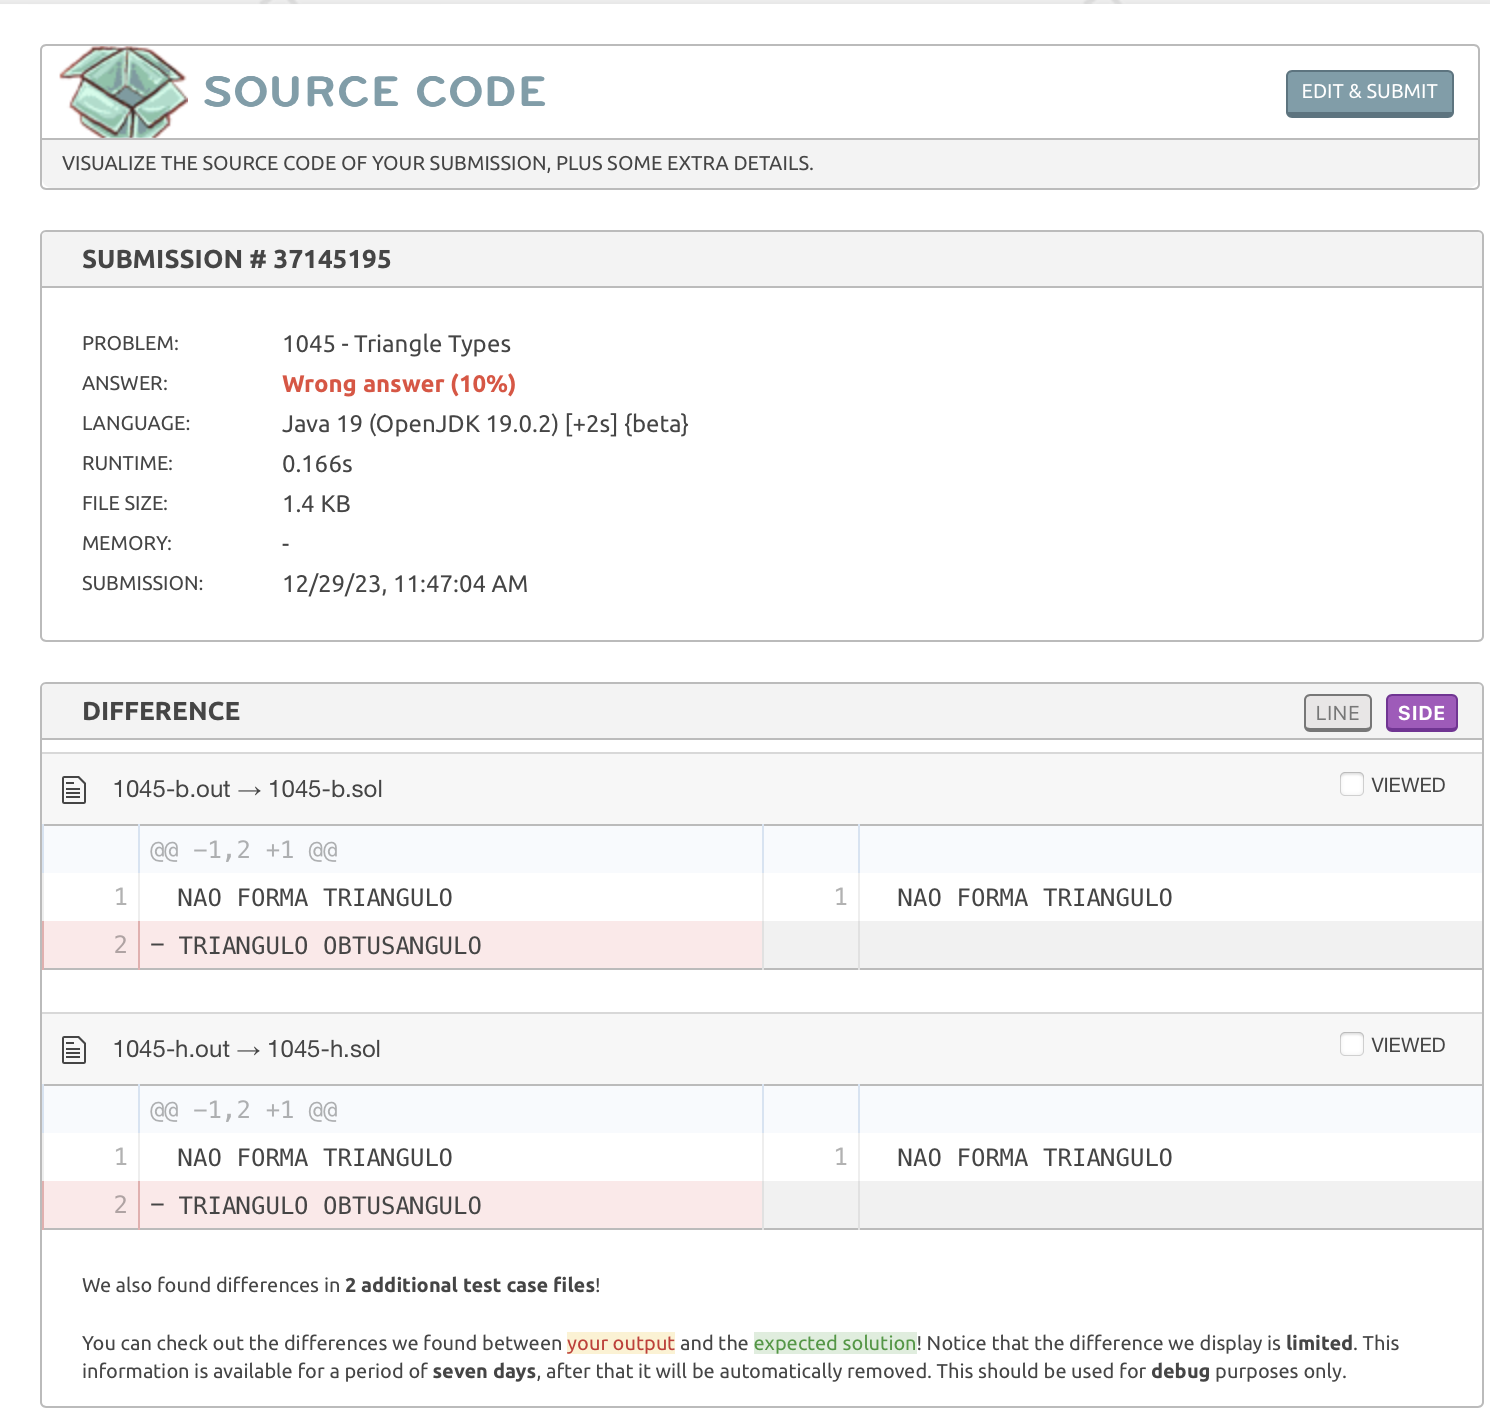 SOURCE CODE
EDIT & SUBMIT
VISUALIZE THE SOURCE CODE OF YOUR SUBMISSION, PLUS SOME EXTRA DETAILS.
SUBMISSION # 37145195
PROBLEM: 1045 - Triangle Types
ANSWER: Wrong answer (10%)
LANGUAGE: Java 19 (OpenJDK 19.0.2) [+2s] {beta}
RUNTIME: 0.166s
FILE SIZE: 1.4 KB
MEMORY: -
SUBMISSION: 12/29/23, 11:47:04 AM
DIFFERENCE LINE SIDE
1045-b.out → 1045-b.sol VIEWED
@@ -1,2 +1 @@
1 NAO FORMA TRIANGULO 1 NAO FORMA TRIANGULO
2 - TRIANGULO OBTUSANGULO
1045-h.out → 1045-h.sol VIEWED
@@ -1,2 +1 @@
1 NAO FORMA TRIANGULO 1 NAO FORMA TRIANGULO
2 - TRIANGULO OBTUSANGULO
We also found differences in 2 additional test case files!
You can check out the differences we found between your output and the expected solution! Notice that the difference we display is limited. This
information is available for a period of seven days, after that it will be automatically removed. This should be used for debug purposes only.